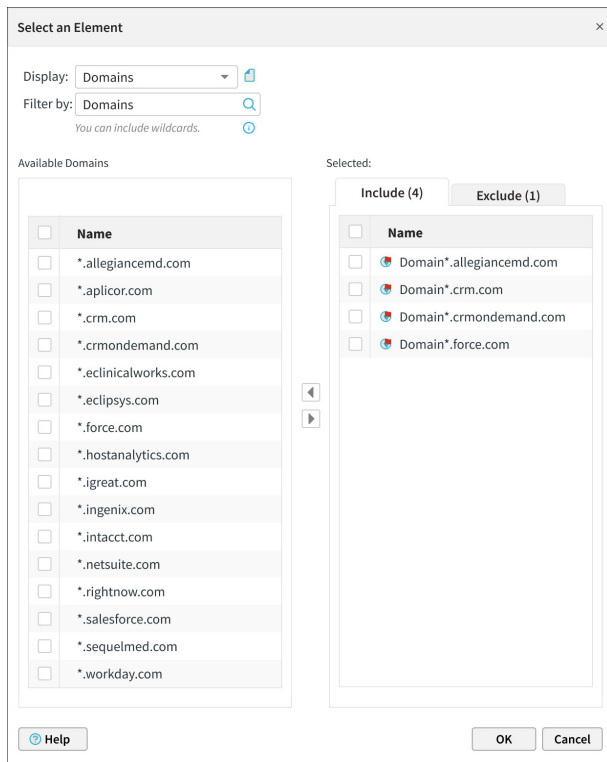 Select an Element
×
Display: Domains
Filter by: Domains
You can include wildcards.
Available Domains
Selected:
Include (4)
Exclude (1)
Name
*.allegiancemd.com
*.aplicor.com
*.crm.com
*.crmondemand.com
*.eclinicalworks.com
*.eclipsys.com
*.force.com
*.hostanalytics.com
*.igreat.com
*.ingenix.com
*.intacct.com
*.netsuite.com
*.rightnow.com
*.salesforce.com
*.sequelmed.com
*.workday.com
Name
Domain*.allegiancemd.com
Domain*.crm.com
Domain*.crmondemand.com
Domain*.force.com
? Help
OK
Cancel